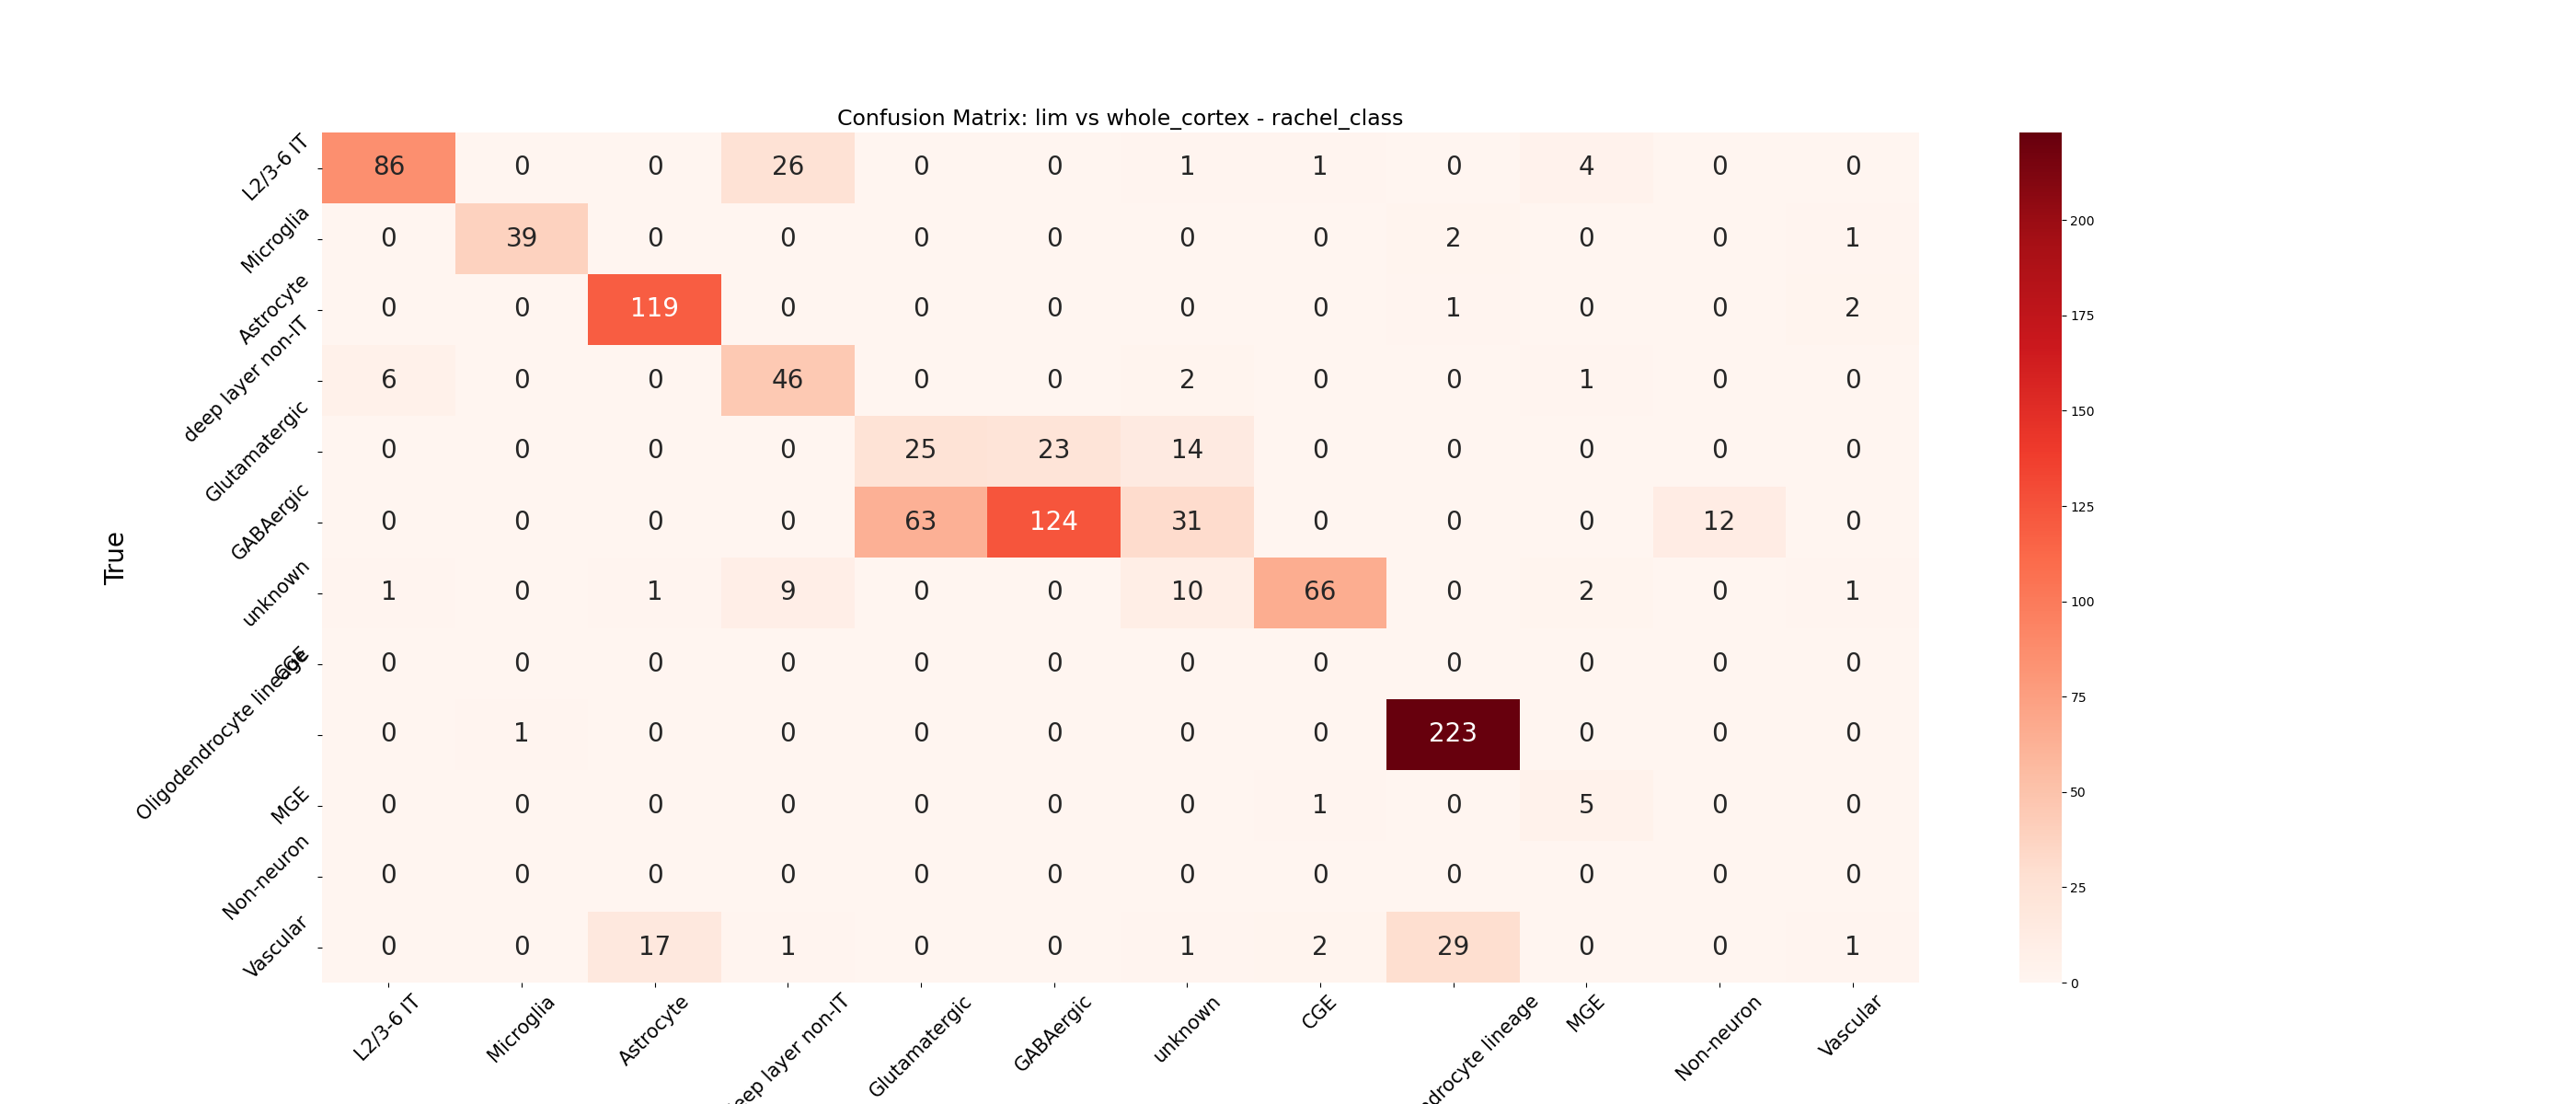 Confusion Matrix: lim vs whole_cortex - rachel_class
L2/3-6 IT 86 0 0 26 0 0 1 1 0 4 0 0
Microglia 0 39 0 0 0 0 0 0 2 0 0 1
Astrocyte 0 0 119 0 0 0 0 0 1 0 0 2
deep layer non-IT 6 0 0 46 0 0 2 0 0 1 0 0
Glutamatergic 0 0 0 0 25 23 14 0 0 0 0 0
GABAergic 0 0 0 0 63 124 31 0 0 0 12 0
unknown 1 0 1 9 0 0 10 66 0 2 0 1
CGE 0 0 0 0 0 0 0 0 0 0 0 0
Oligodendrocyte lineage 0 1 0 0 0 0 0 0 223 0 0 0
MGE 0 0 0 0 0 0 0 1 0 5 0 0
Non-neuron 0 0 0 0 0 0 0 0 0 0 0 0
Vascular 0 0 17 1 0 0 1 2 29 0 0 1
True
L2/3-6 IT Microglia Astrocyte eep layer non-IT Glutamatergic GABAergic unknown CGE ndrocyte lineage MGE Non-neuron Vascular
200
175
150
125
100
75
50
25
0